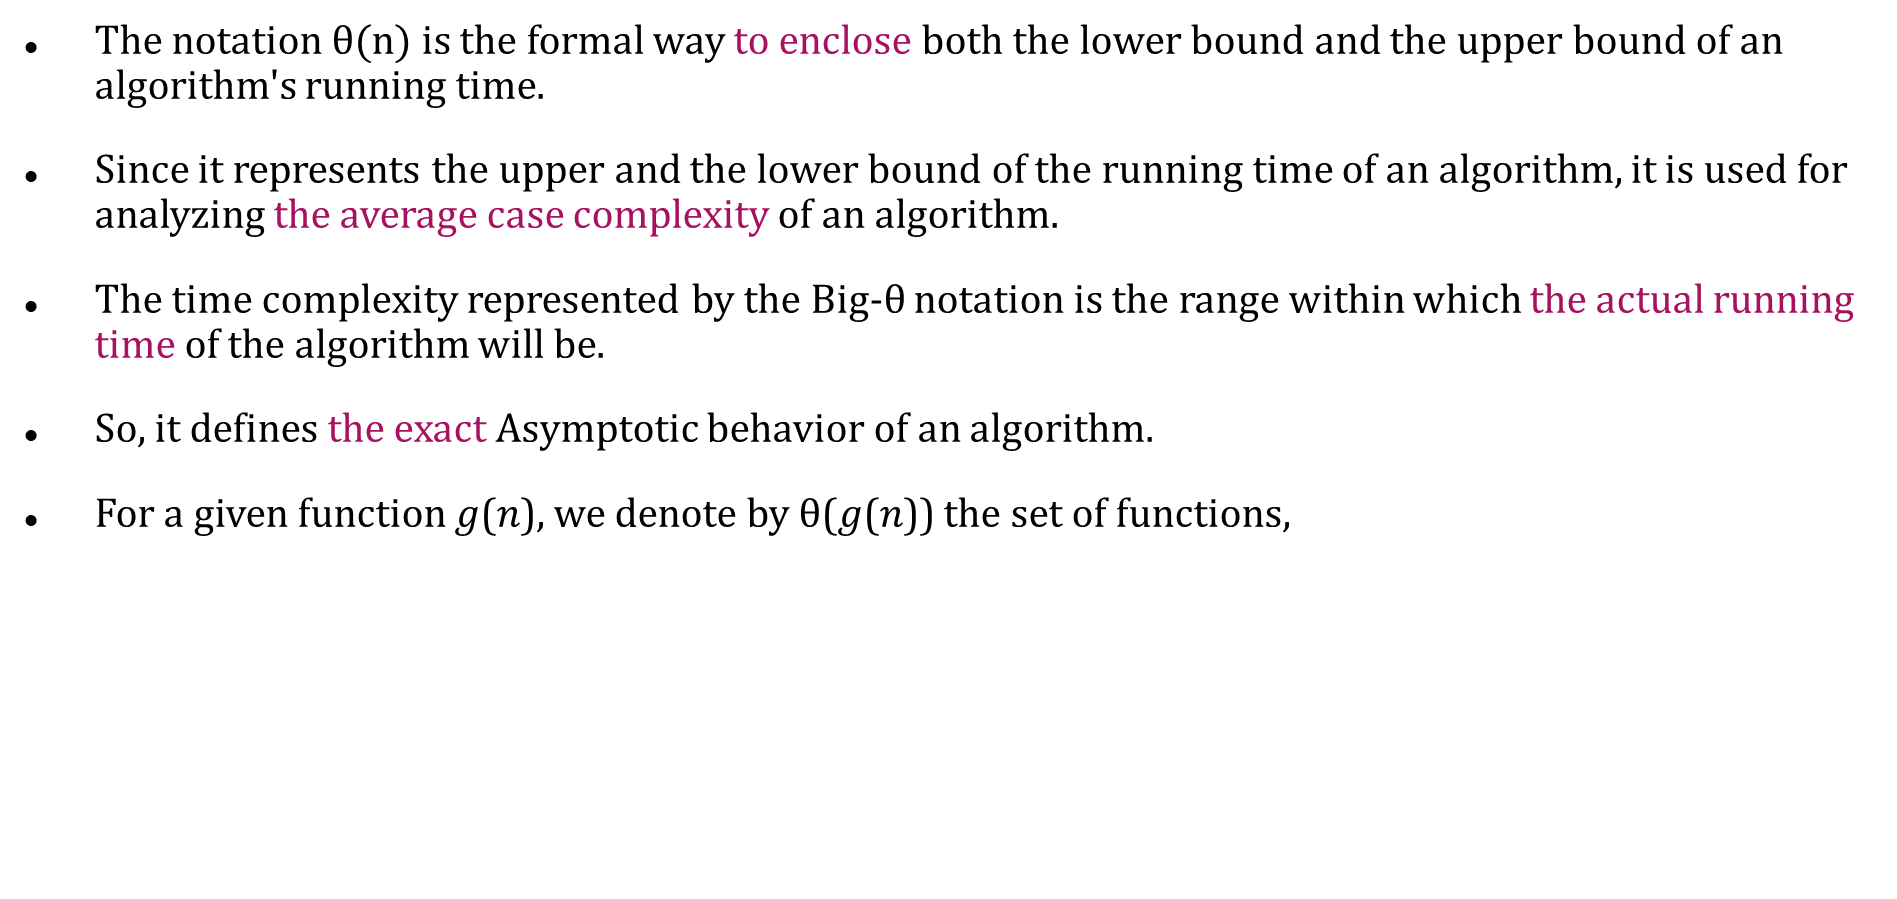 • The notation θ(n) is the formal way to enclose both the lower bound and the upper bound of an
algorithm's running time.
• Since it represents the upper and the lower bound of the running time of an algorithm, it is used for
analyzing the average case complexity of an algorithm.
• The time complexity represented by the Big-θ notation is the range within which the actual running
time of the algorithm will be.
• So, it defines the exact Asymptotic behavior of an algorithm.
• For a given function g(n), we denote by θ(g(n)) the set of functions,